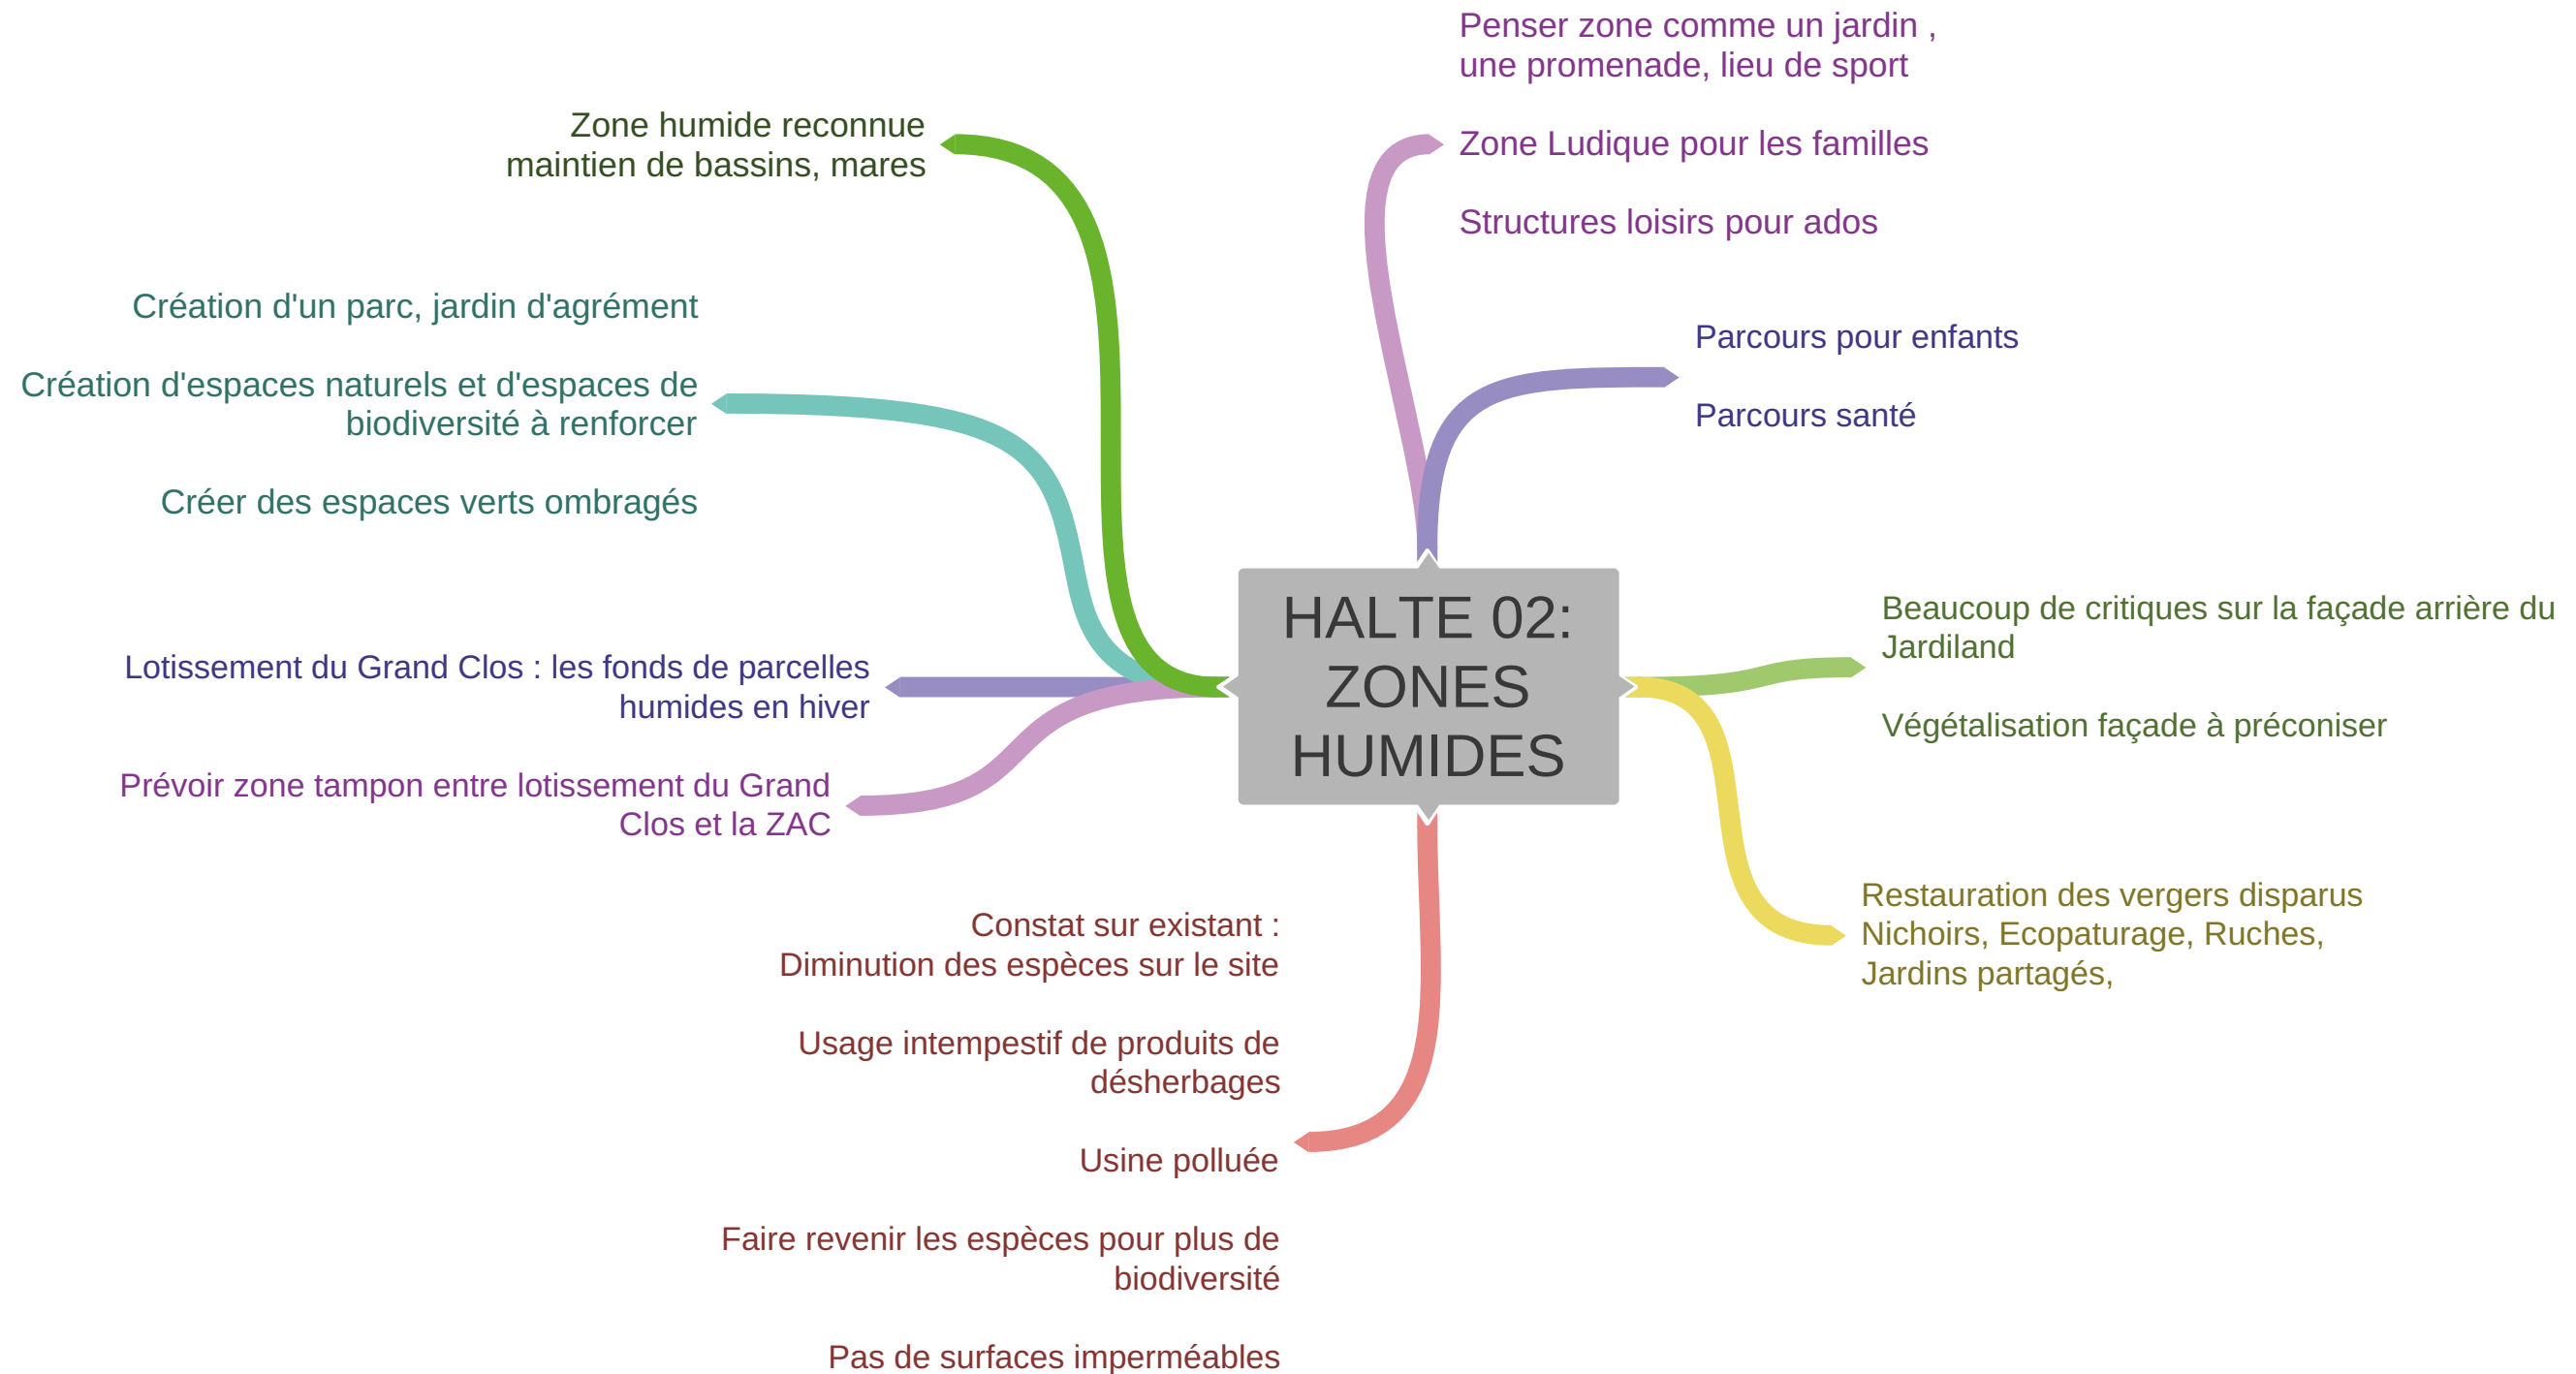 Penser zone comme un jardin ,
une promenade, lieu de sport
Zone Ludique pour les familles
Structures loisirs pour ados
Zone humide reconnue
maintien de bassins, mares
Création d'un parc, jardin d'agrément
Création d'espaces naturels et d'espaces de
biodiversité à renforcer
Créer des espaces verts ombragés
Parcours pour enfants
Parcours santé
HALTE 02:
ZONES
HUMIDES
Lotissement du Grand Clos : les fonds de parcelles
humides en hiver
Prévoir zone tampon entre lotissement du Grand
Clos et la ZAC
Beaucoup de critiques sur la façade arrière du
Jardiland
Végétalisation façade à préconiser
Restauration des vergers disparus
Nichoirs, Ecopaturage, Ruches,
Jardins partagés,
Constat sur existant :
Diminution des espèces sur le site
Usage intempestif de produits de
désherbages
Usine polluée
Faire revenir les espèces pour plus de
biodiversité
Pas de surfaces imperméables